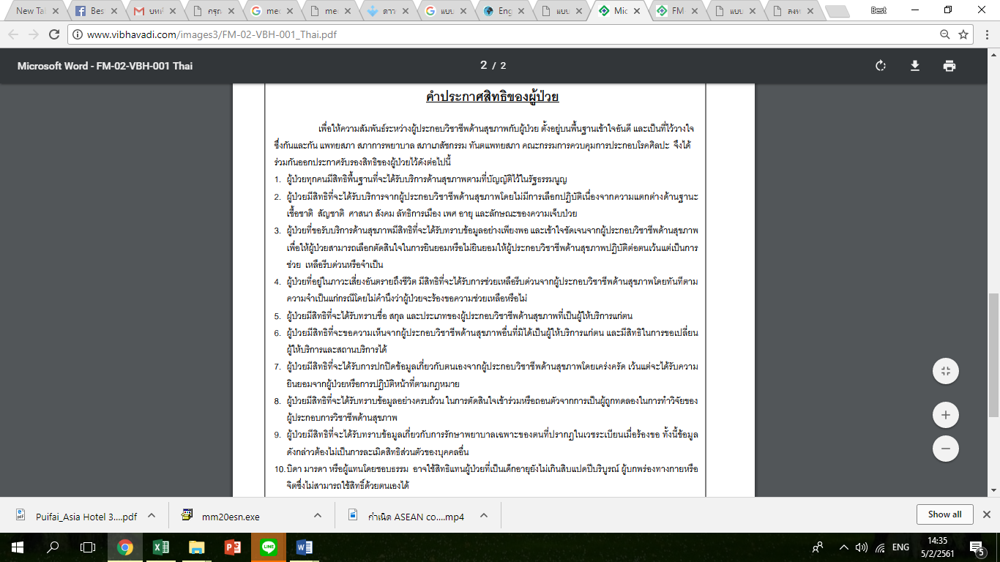 New Ta
Bes
บทค
กรุณ
med
me
ดาว
แบบ
Eng
แบบ
Mic
FM
แบบ
ลงท
Best
www.vibhavadi.com/images3/FM-02-VBH-001_Thai.pdf
Microsoft Word - FM-02-VBH-001 Thai
2 / 2
คำประกาศสิทธิของผู้ป่วย
เพื่อให้ความสัมพันธ์ระหว่างผู้ประกอบวิชาชีพด้านสุขภาพกับผู้ป่วย ตั้งอยู่บนพื้นฐานเข้าใจอันดี และเป็นที่ไว้วางใจ
ซึ่งกันและกัน แพทยสภา สภาการพยาบาล สภาเภสัชกรรม ทันตแพทยสภา คณะกรรมการควบคุมการประกอบโรคศิลปะ จึงได้
ร่วมกันออกประกาศรับรองสิทธิของผู้ป่วยไว้ดังต่อไปนี้
1. ผู้ป่วยทุกคนมีสิทธิพื้นฐานที่จะได้รับบริการด้านสุขภาพตามที่บัญญัติไว้ในรัฐธรรมนูญ
2. ผู้ป่วยมีสิทธิที่จะได้รับบริการจากผู้ประกอบวิชาชีพด้านสุขภาพโดยไม่มีการเลือกปฏิบัติเนื่องจากความแตกต่างด้านฐานะ
เชื้อชาติ สัญชาติ ศาสนา สังคม ลัทธิการเมือง เพศ อายุ และลักษณะของความเจ็บป่วย
3. ผู้ป่วยที่ขอรับบริการด้านสุขภาพมีสิทธิที่จะได้รับทราบข้อมูลอย่างเพียงพอ และเข้าใจชัดเจนจากผู้ประกอบวิชาชีพด้านสุขภาพ
เพื่อให้ผู้ป่วยสามารถเลือกตัดสินใจในการยินยอมหรือไม่ยินยอมให้ผู้ประกอบวิชาชีพด้านสุขภาพปฏิบัติต่อตนเว้นแต่เป็นการ
ช่วย เหลือรีบด่วนหรือจำเป็น
4. ผู้ป่วยที่อยู่ในภาวะเสี่ยงอันตรายถึงชีวิต มีสิทธิที่จะได้รับการช่วยเหลือรีบด่วนจากผู้ประกอบวิชาชีพด้านสุขภาพโดยทันทีตาม
ความจำเป็นแก่กรณีโดยไม่คำนึงว่าผู้ป่วยจะร้องขอความช่วยเหลือหรือไม่
5. ผู้ป่วยมีสิทธิที่จะได้รับทราบชื่อ สกุล และประเภทของผู้ประกอบวิชาชีพด้านสุขภาพที่เป็นผู้ให้บริการแก่ตน
6. ผู้ป่วยมีสิทธิที่จะขอความเห็นจากผู้ประกอบวิชาชีพด้านสุขภาพอื่นที่มิได้เป็นผู้ให้บริการแก่ตน และมีสิทธิในการขอเปลี่ยน
ผู้ให้บริการและสถานบริการได้
7. ผู้ป่วยมีสิทธิที่จะได้รับการปกปิดข้อมูลเกี่ยวกับตนเองจากผู้ประกอบวิชาชีพด้านสุขภาพโดยเคร่งครัด เว้นแต่จะได้รับความ
ยินยอมจากผู้ป่วยหรือการปฏิบัติหน้าที่ตามกฎหมาย
8. ผู้ป่วยมีสิทธิที่จะได้รับทราบข้อมูลอย่างครบถ้วน ในการตัดสินใจเข้าร่วมหรือถอนตัวจากการเป็นผู้ถูกทดลองในการทำวิจัยของ
ผู้ประกอบการวิชาชีพด้านสุขภาพ
9. ผู้ป่วยมีสิทธิที่จะได้รับทราบข้อมูลเกี่ยวกับการรักษาพยาบาลเฉพาะของตนที่ปรากฏในเวชระเบียนเมื่อร้องขอ ทั้งนี้ข้อมูล
ดังกล่าวต้องไม่เป็นการละเมิดสิทธิส่วนตัวของบุคคลอื่น
10. บิดา มารดา หรือผู้แทนโดยชอบธรรม อาจใช้สิทธิแทนผู้ป่วยที่เป็นเด็กอายุยังไม่เกินสิบแปดปีบริบูรณ์ ผู้บกพร่องทางกายหรือ
จิตซึ่งไม่สามารถใช้สิทธิ์ด้วยตนเองได้
Puifai_Asia Hotel 3....pdf
mm20esn.exe
กำเนิด ASEAN co....mp4
Show all
ENG
14:35
5/2/2561
5